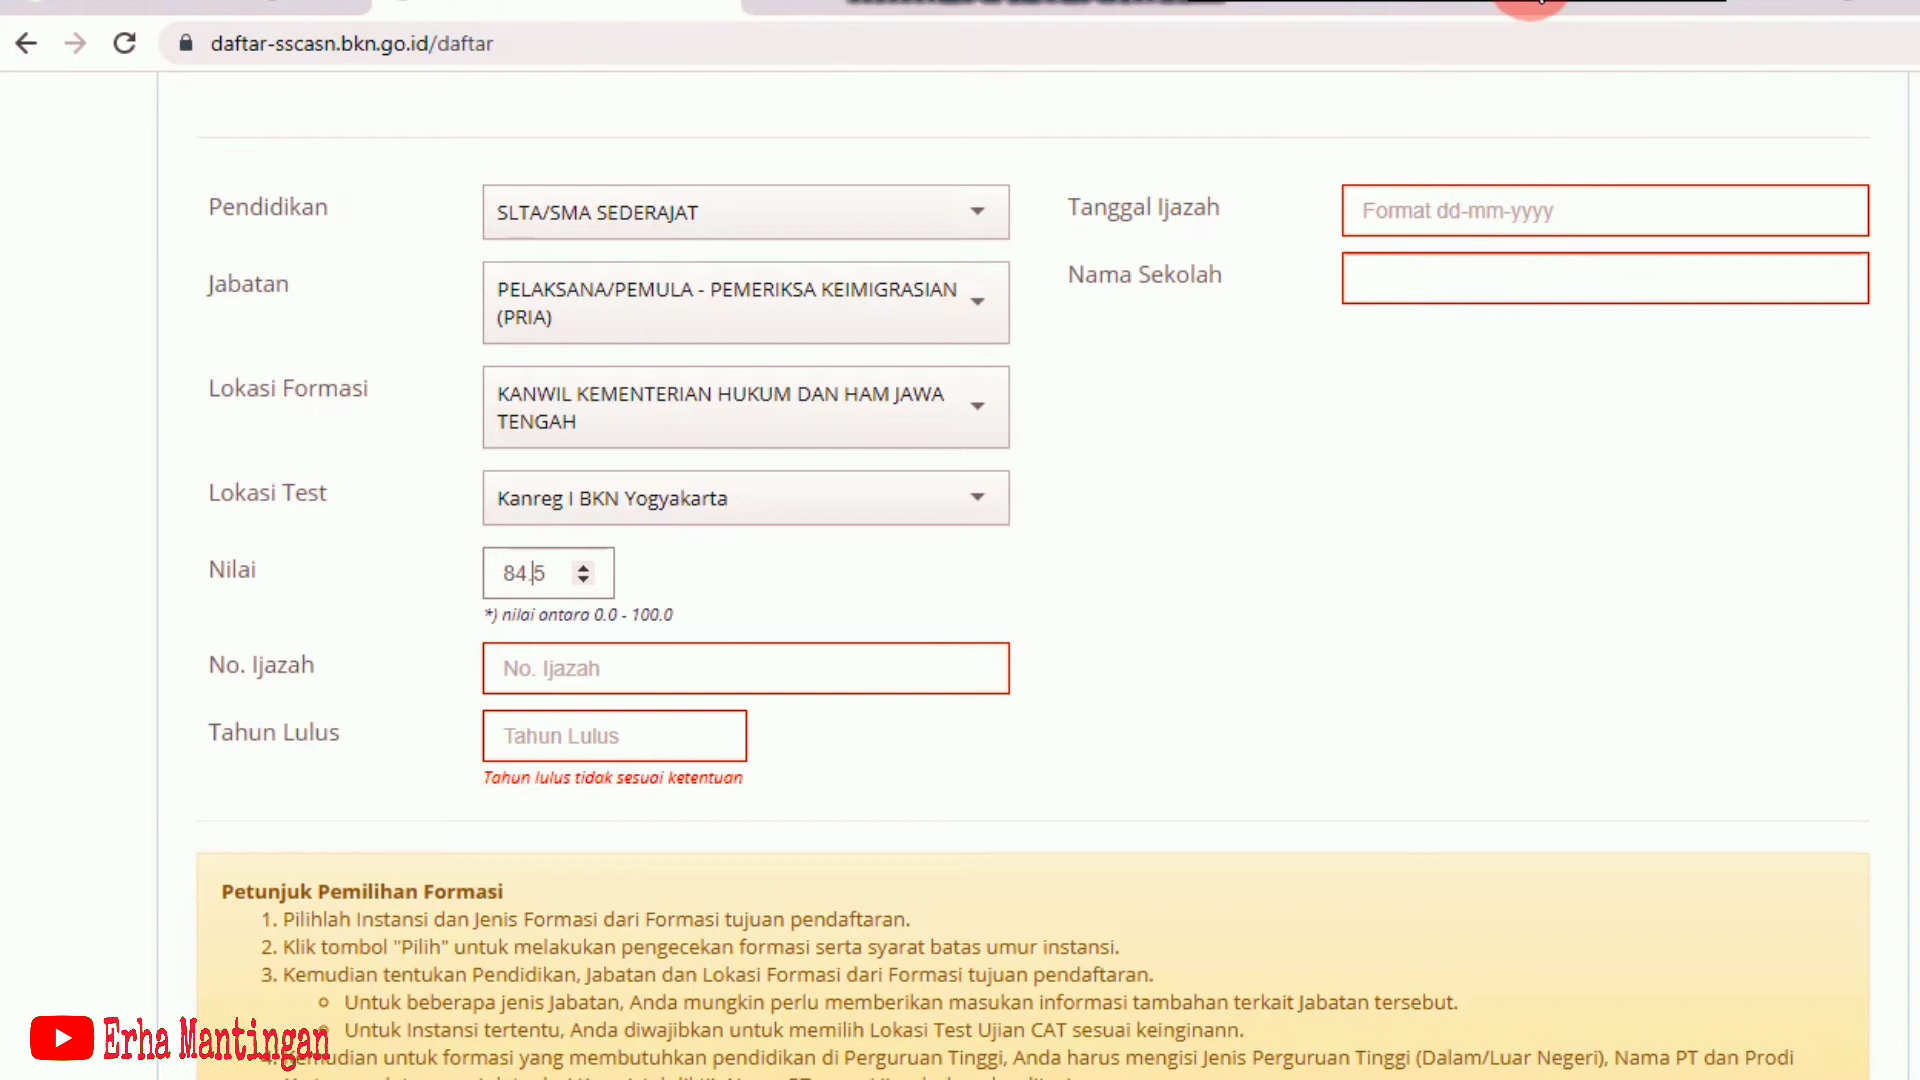 daftar-sscasn.bkn.go.id/daftar
Pendidikan
SLTA/SMA SEDERAJAT
Tanggal Ijazah
Format dd-mm-yyyy
Jabatan
PELAKSANA/PEMULA - PEMERIKSA KEIMIGRASIAN
(PRIA)
Nama Sekolah
Lokasi Formasi
KANWIL KEMENTERIAN HUKUM DAN HAM JAWA
TENGAH
Lokasi Test
Kanreg I BKN Yogyakarta
Nilai
84.5
*) nilai antara 0.0 - 100.0
No. Ijazah
No. Ijazah
Tahun Lulus
Tahun Lulus
Tahun lulus tidak sesuai ketentuan
Petunjuk Pemilihan Formasi
1. Pilihlah Instansi dan Jenis Formasi dari Formasi tujuan pendaftaran.
2. Klik tombol "Pilih" untuk melakukan pengecekan formasi serta syarat batas umur instansi.
3. Kemudian tentukan Pendidikan, Jabatan dan Lokasi Formasi dari Formasi tujuan pendaftaran.
Untuk beberapa jenis Jabatan, Anda mungkin perlu memberikan masukan informasi tambahan terkait Jabatan tersebut.
Untuk Instansi tertentu, Anda diwajibkan untuk memilih Lokasi Test Ujian CAT sesuai keinginann.
untuk formasi yang membutuhkan pendidikan di Perguruan Tinggi, Anda harus mengisi Jenis Perguruan Tinggi (Dalam/Luar Negeri), Nama PT dan Prodi
Erha Mantingan